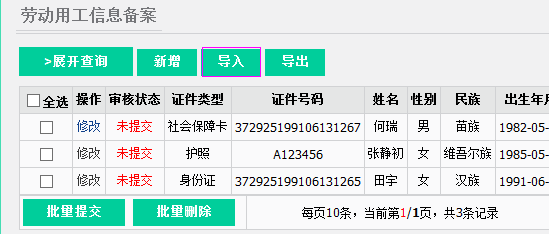 劳动用工信息备案
>展开查询 新增 导入 导出
全选 操作 审核状态 证件类型 证件号码 姓名 性别 民族 出生年月
修改 未提交 社会保障卡 372925199106131267 何瑞 男 苗族 1982-05-
修改 未提交 护照 A123456 张静初 女 维吾尔族 1985-05-
修改 未提交 身份证 372925199106131265 田宇 女 汉族 1991-06-
批量提交 批量删除 每页10条，当前第1/1页，共3条记录